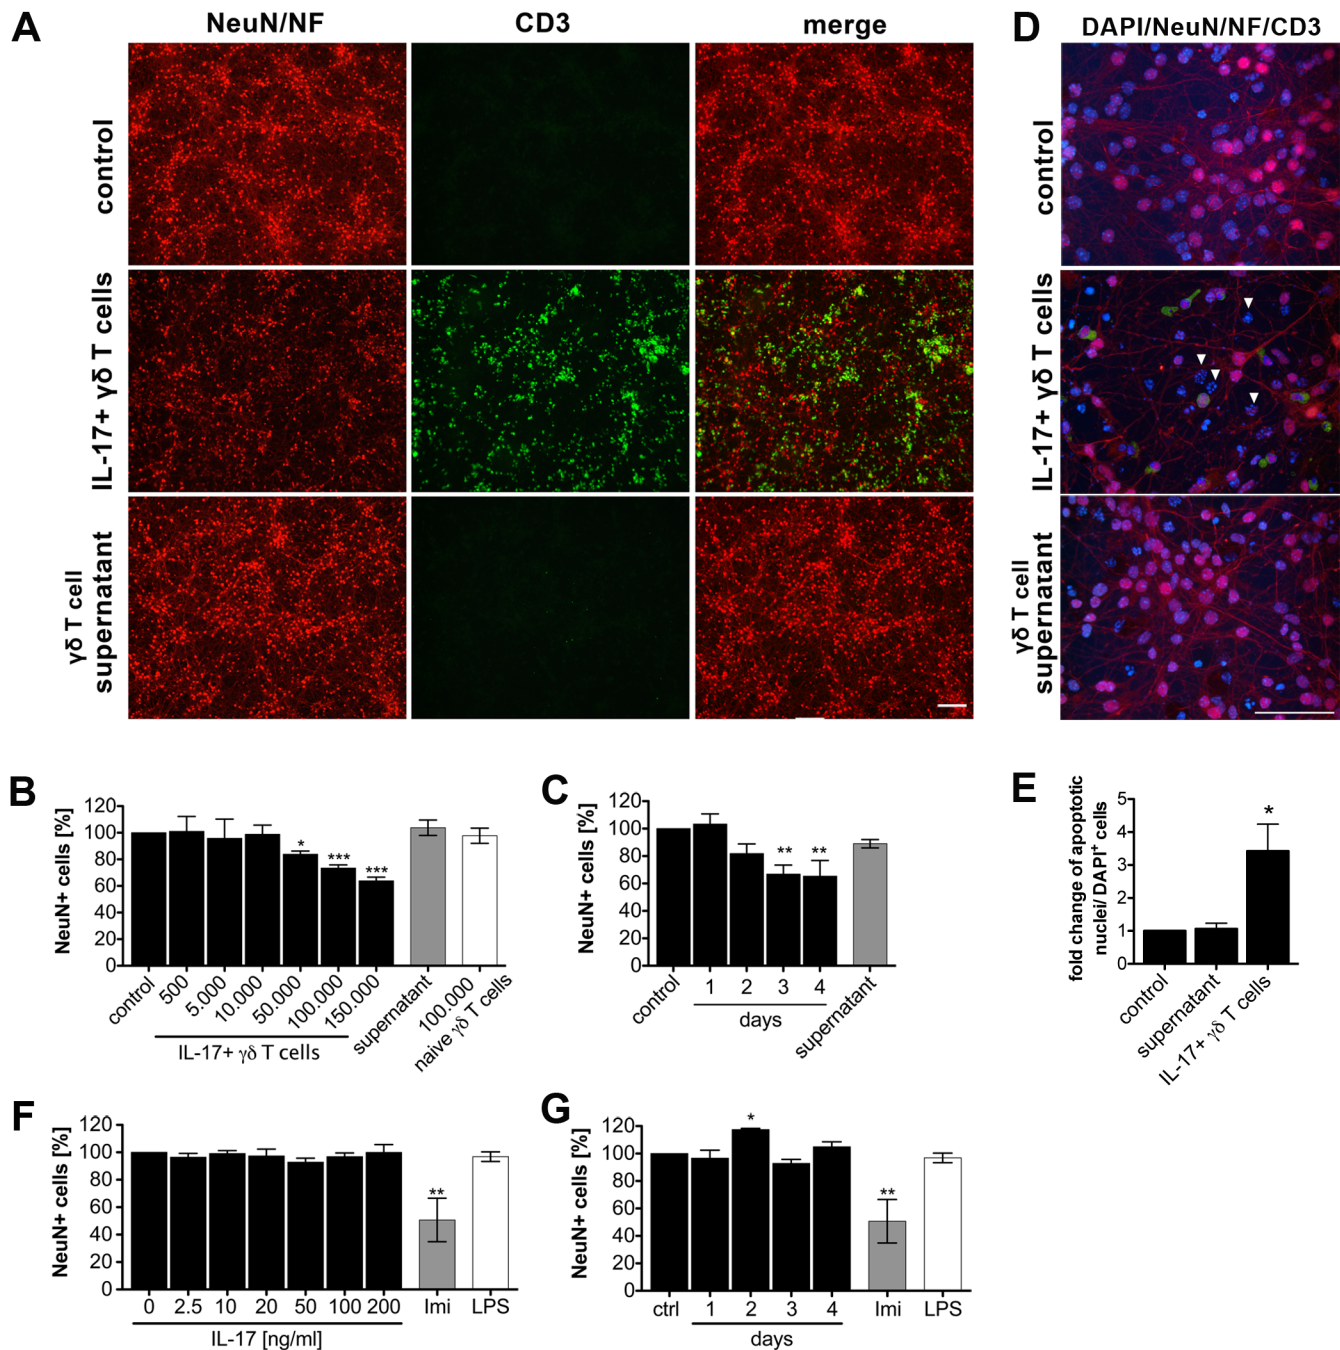 A
NeuN/NF
CD3
merge
control
IL-17+ γδ T cells
γδ T cell
supernatant
D
DAPI/NeuN/NF/CD3
control
IL-17+ γδ T cells
γδ T cell
supernatant
B
NeuN+ cells [%]
120
100
80
60
40
20
0
*
***
***
control
500
5.000
10.000
50.000
100.000
150.000
supernatant
100.000
naive γδ T cells
IL-17+ γδ T cells
C
NeuN+ cells [%]
120
100
80
60
40
20
0
**
**
control
1 2 3 4
days
supernatant
E
fold change of apoptotic
nuclei/ DAPI⁺ cells
5
4
3
2
1
0
*
control
supernatant
IL-17+ γδ T cells
F
NeuN+ cells [%]
120
100
80
60
40
20
0
**
0 2.5 10 20 50 100 200 Imi LPS
IL-17 [ng/ml]
G
NeuN+ cells [%]
120
100
80
60
40
20
0
*
**
ctrl 1 2 3 4 Imi LPS
days